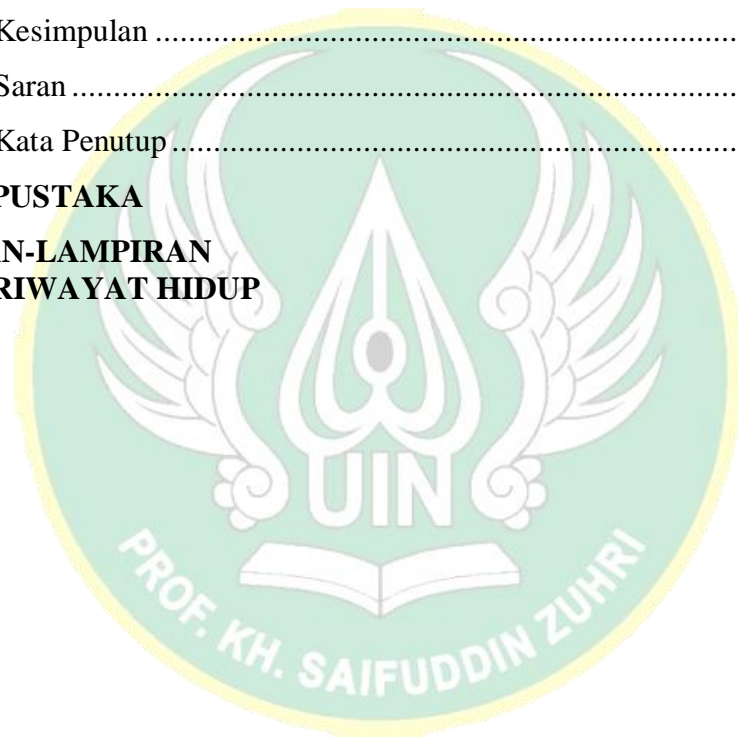 Kesimpulan ........................................................................
Saran ...................................................................................
Kata Penutup ......................................................................
PUSTAKA
N-LAMPIRAN
RIWAYAT HIDUP
UIN
PROF. KH. SAIFUDDIN ZUHRI